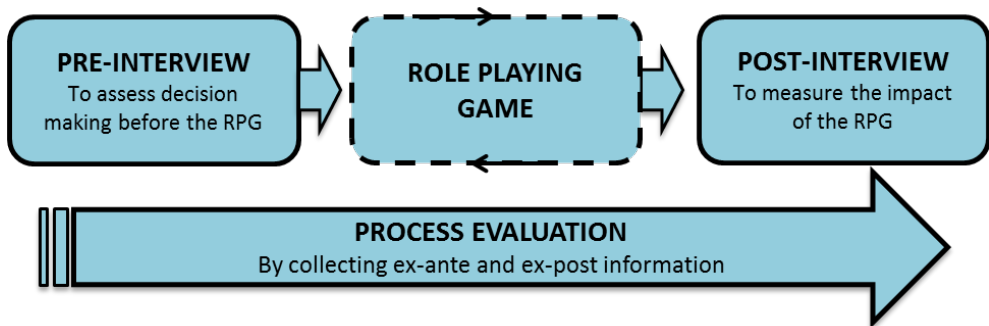 PRE-INTERVIEW
To assess decision
making before the RPG
ROLE PLAYING
GAME
POST-INTERVIEW
To measure the impact
of the RPG
PROCESS EVALUATION
By collecting ex-ante and ex-post information